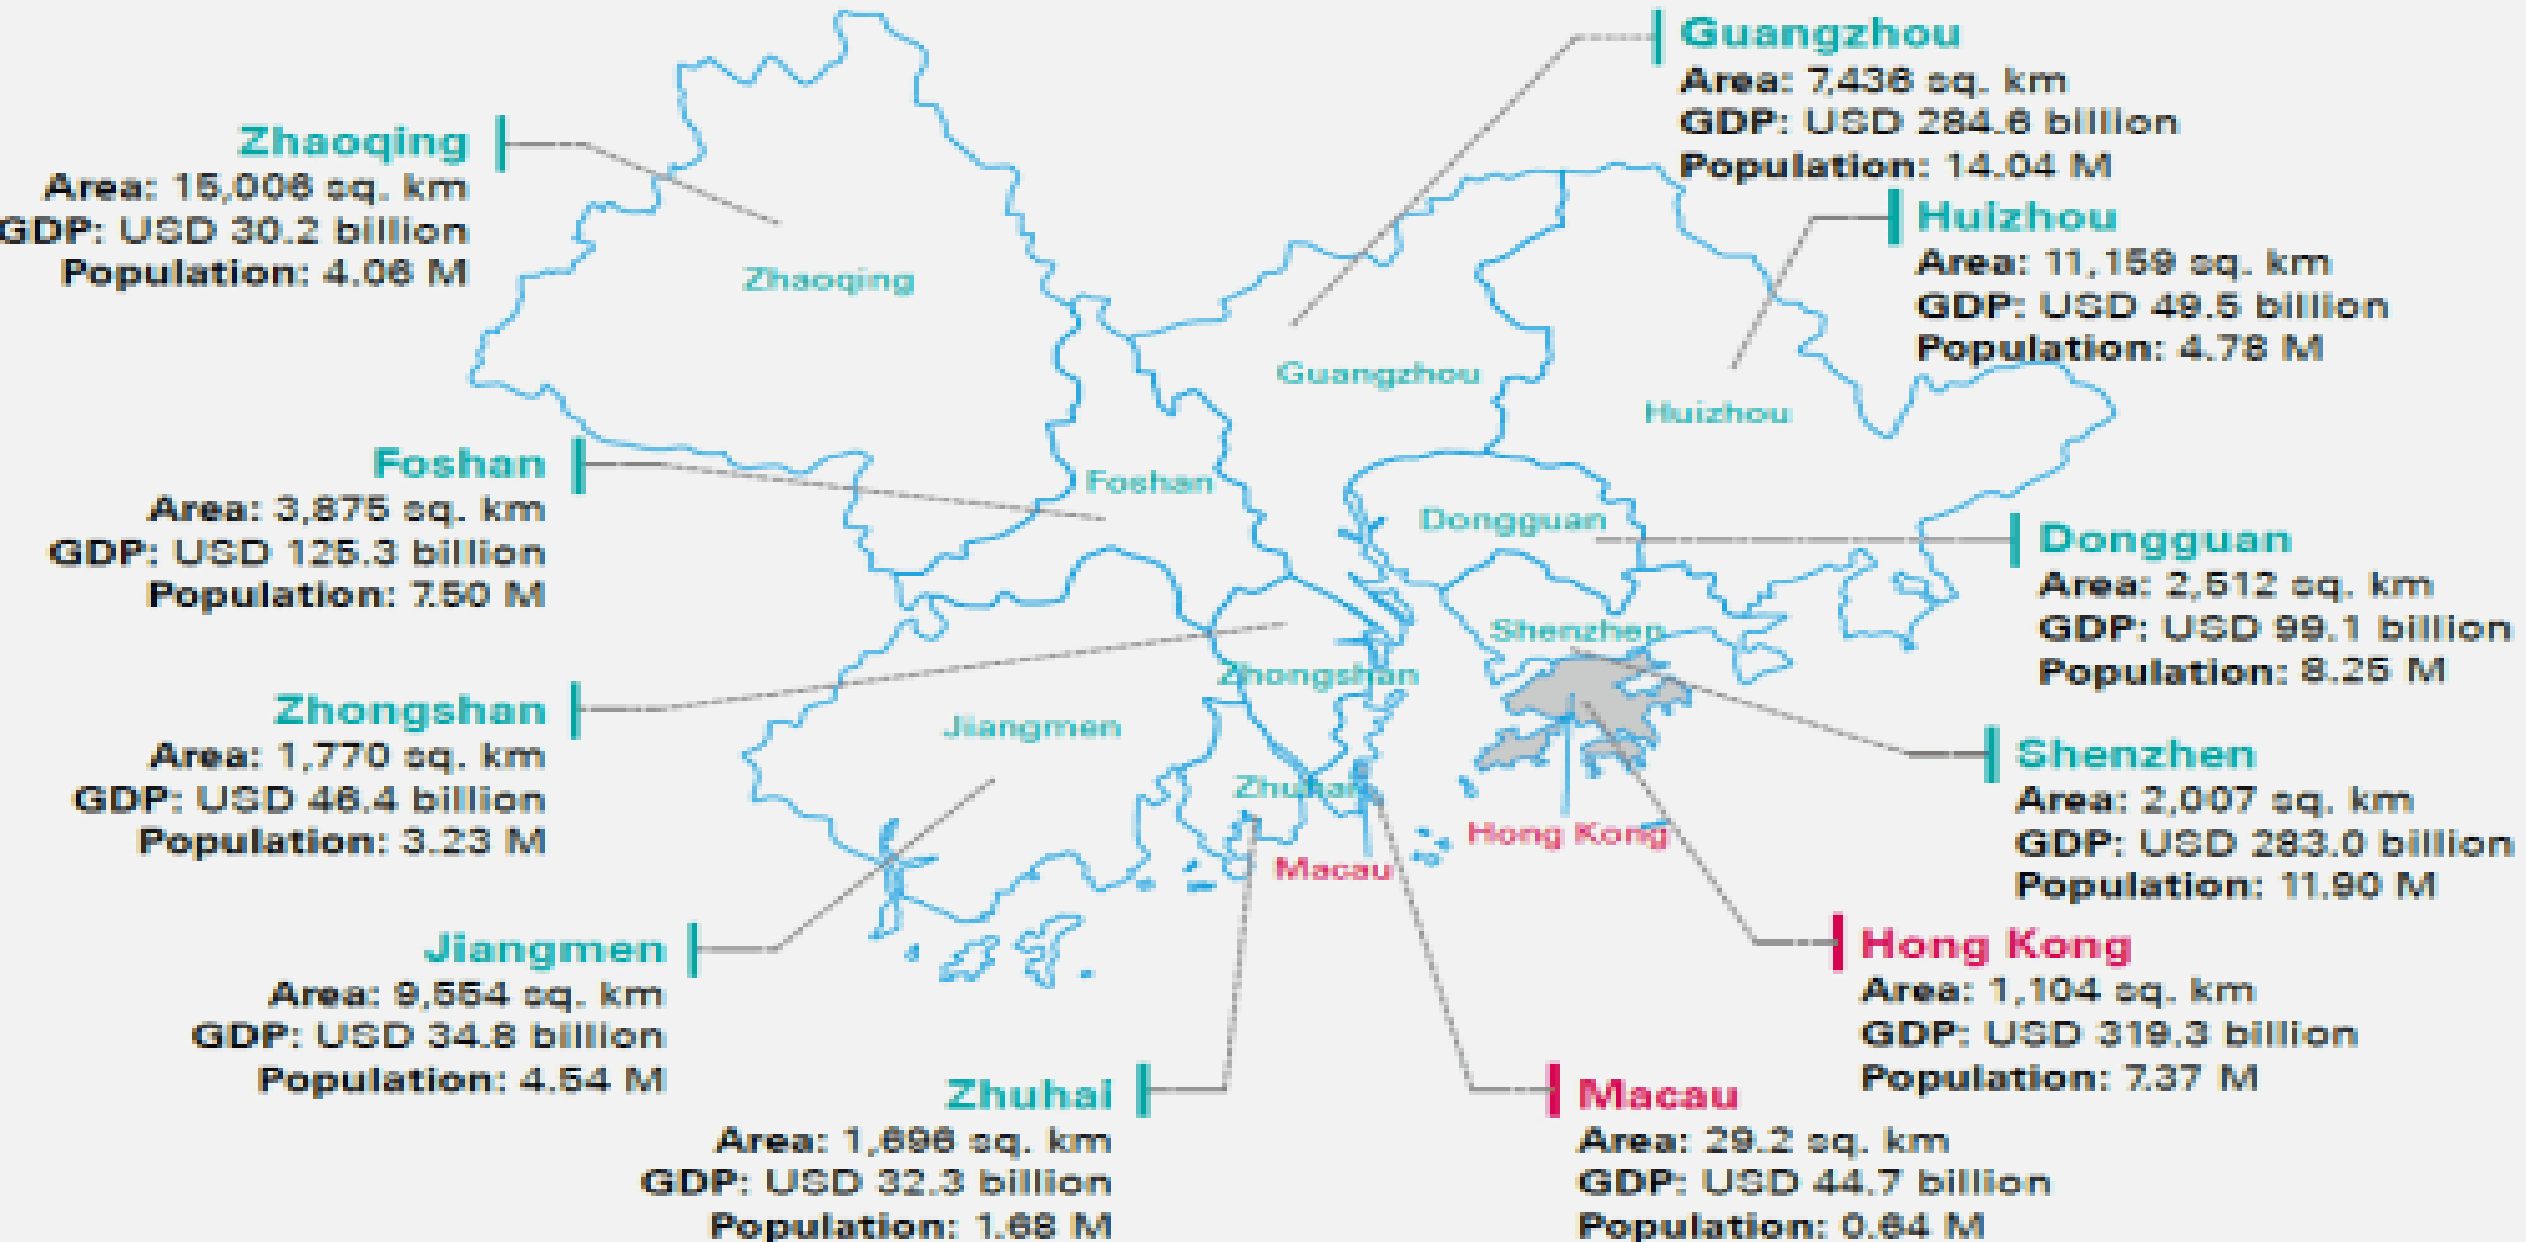 Guangzhou
Area: 7,436 sq. km
GDP: USD 284.6 billion
Population: 14.04 M
Zhaoqing
Area: 15,006 sq. km
GDP: USD 30.2 billion
Population: 4.06 M
Huizhou
Area: 11,159 sq. km
GDP: USD 49.5 billion
Population: 4.78 M
Zhaoqing
Guangzhou
Huizhou
Foshan
Area: 3,875 sq. km
GDP: USD 125.3 billion
Population: 7.50 M
Foshan
Dongguan
Dongguan
Area: 2,512 sq. km
GDP: USD 99.1 billion
Population: 8.25 M
Shenzhen
Zhongshan
Zhongshan
Area: 1,770 sq. km
GDP: USD 46.4 billion
Population: 3.23 M
Jiangmen
Zhuhai
Shenzhen
Area: 2,007 sq. km
GDP: USD 283.0 billion
Population: 11.90 M
Hong Kong
Macau
Jiangmen
Area: 9,554 sq. km
GDP: USD 34.8 billion
Population: 4.54 M
Hong Kong
Area: 1,104 sq. km
GDP: USD 319.3 billion
Population: 7.37 M
Zhuhai
Area: 1,696 sq. km
GDP: USD 32.3 billion
Population: 1.68 M
Macau
Area: 29.2 sq. km
GDP: USD 44.7 billion
Population: 0.64 M